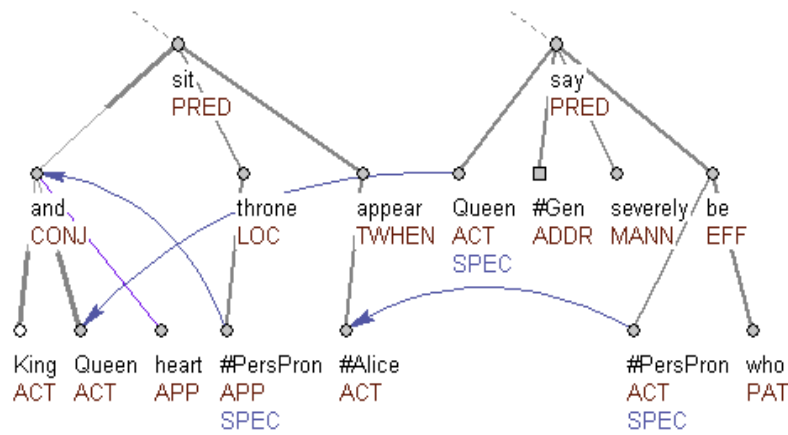 sit say
PRED PRED
and throne appear Queen #Gen severely be
CONJ LOC TWHEN ACT ADDR MANN EFF
SPEC
King Queen heart #PersPron #Alice #PersPron who
ACT ACT APP APP ACT ACT PAT
SPEC SPEC